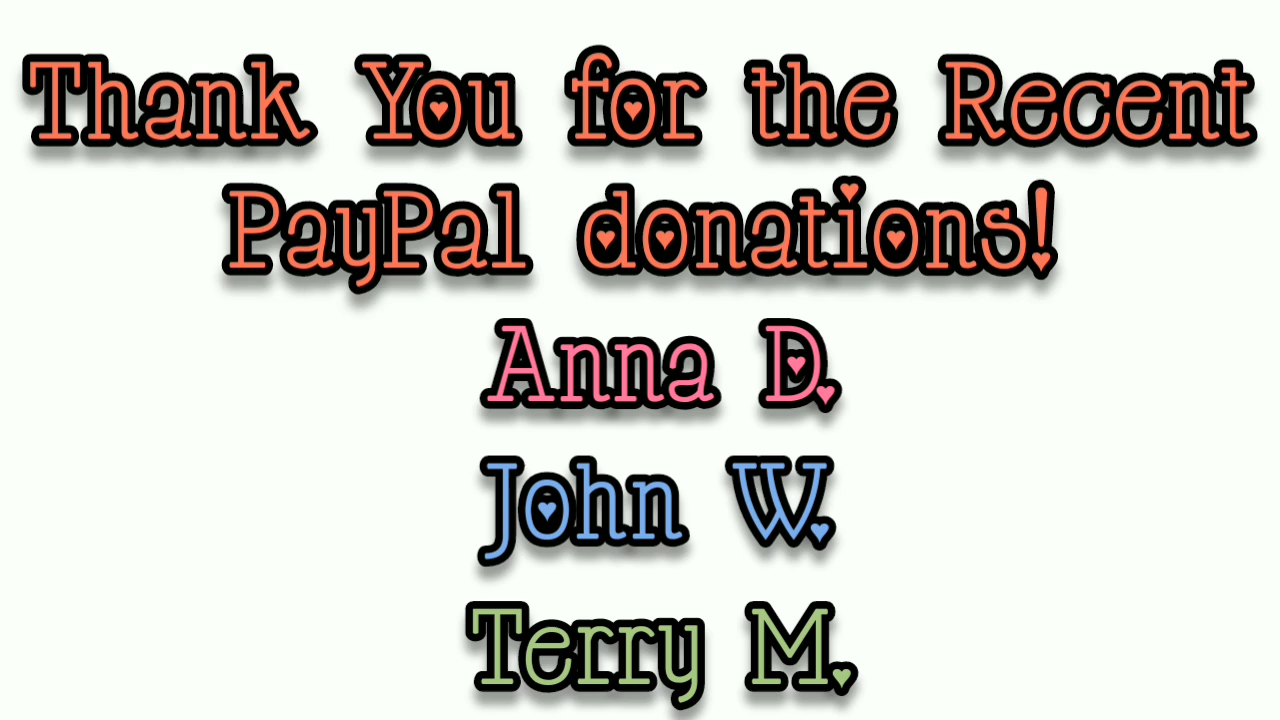 Thank You for the Recent
PayPal donations!
Anna D.
John W.
Terry M.